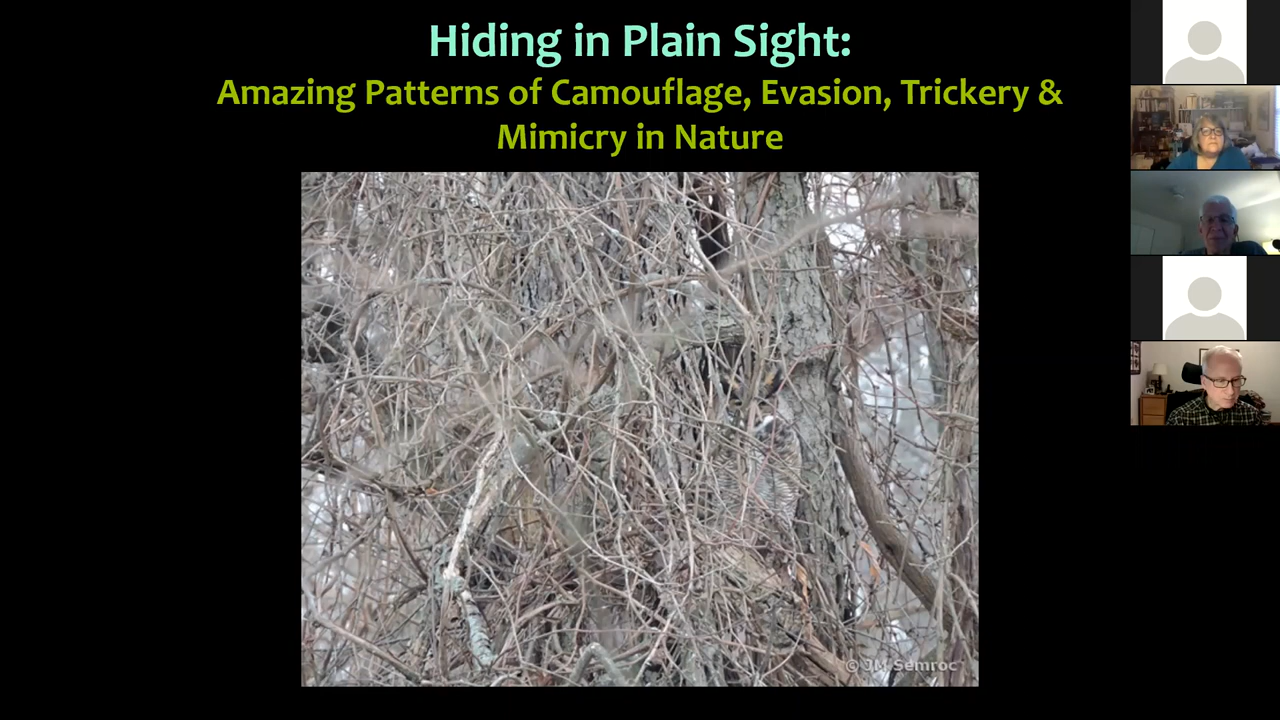 Hiding in Plain Sight:
Amazing Patterns of Camouflage, Evasion, Trickery &
Mimicry in Nature
© JM Semroc